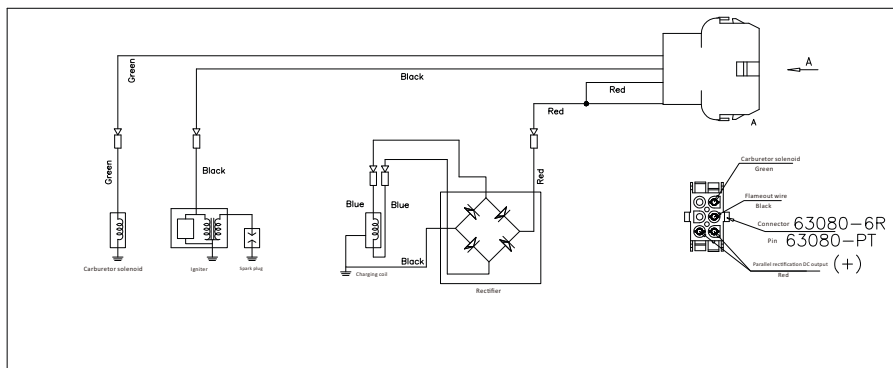 Green
Black
Red
Red
A
A
Green
Black
Blue
Blue
Red
Black
Carburetor solenoid
Igniter
Spark plug
Charging coil
Rectifier
Carburetor solenoid
Green
Flameout wire
Black
Connector 63080-6R
Pin 63080-PT
Parallel rectification DC output (+)
Red